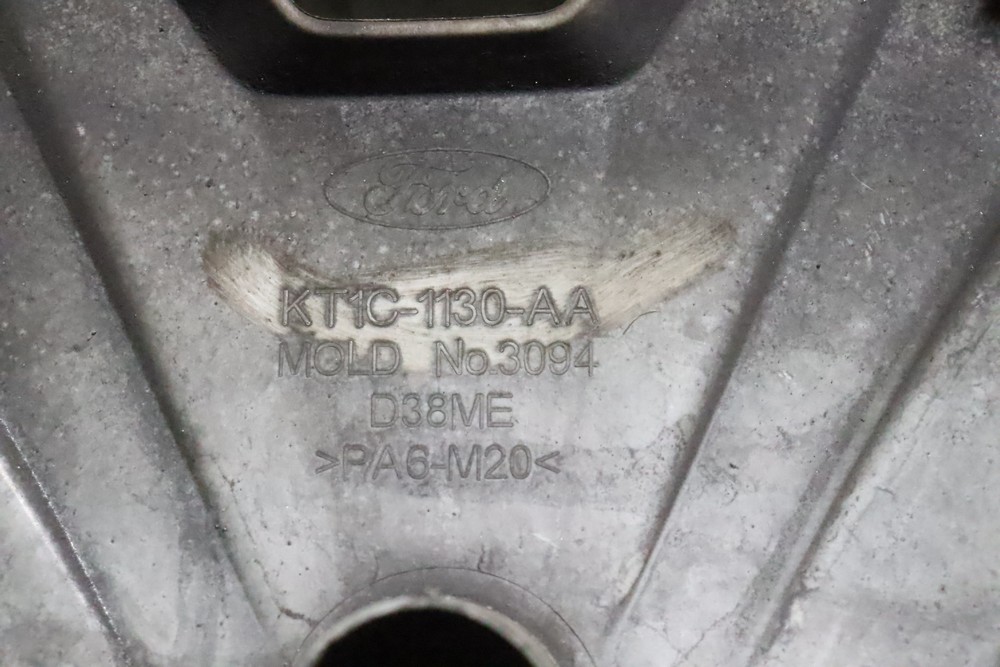 Ford
KT1C-1130-AA
MOLD No.3094
D38ME
>PA6-M20<